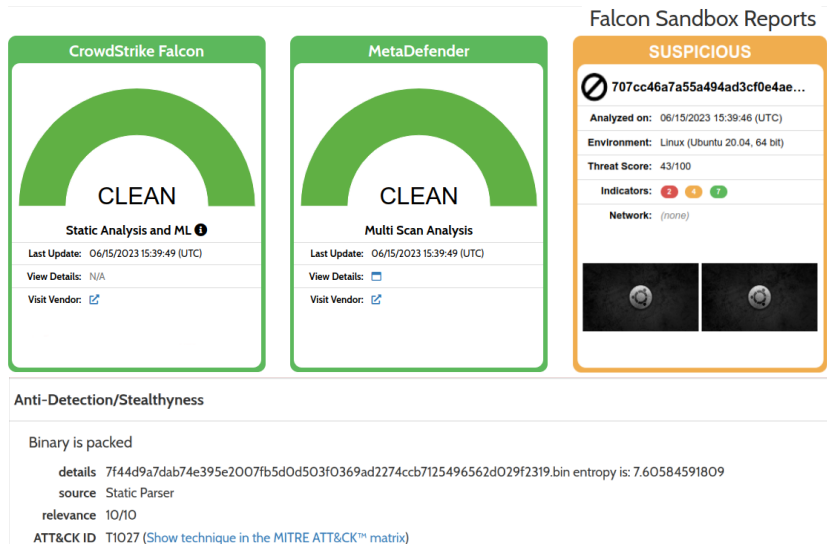 Falcon Sandbox Reports
CrowdStrike Falcon
CLEAN
Static Analysis and ML
Last Update: 06/15/2023 15:39:49 (UTC)
View Details: N/A
Visit Vendor:
MetaDefender
CLEAN
Multi Scan Analysis
Last Update: 06/15/2023 15:39:49 (UTC)
View Details:
Visit Vendor:
SUSPICIOUS
707cc46a7a55a494ad3cf0e4ae...
Analyzed on: 06/15/2023 15:39:46 (UTC)
Environment: Linux (Ubuntu 20.04, 64 bit)
Threat Score: 43/100
Indicators: 2 4 7
Network: (none)
Anti-Detection/Stealthyness
Binary is packed
details 7f44d9a7dab74e395e2007fb5d0d503f0369ad2274ccb7125496562d029f2319.bin entropy is: 7.60584591809
source Static Parser
relevance 10/10
ATT&CK ID T1027 (Show technique in the MITRE ATT&CK™ matrix)